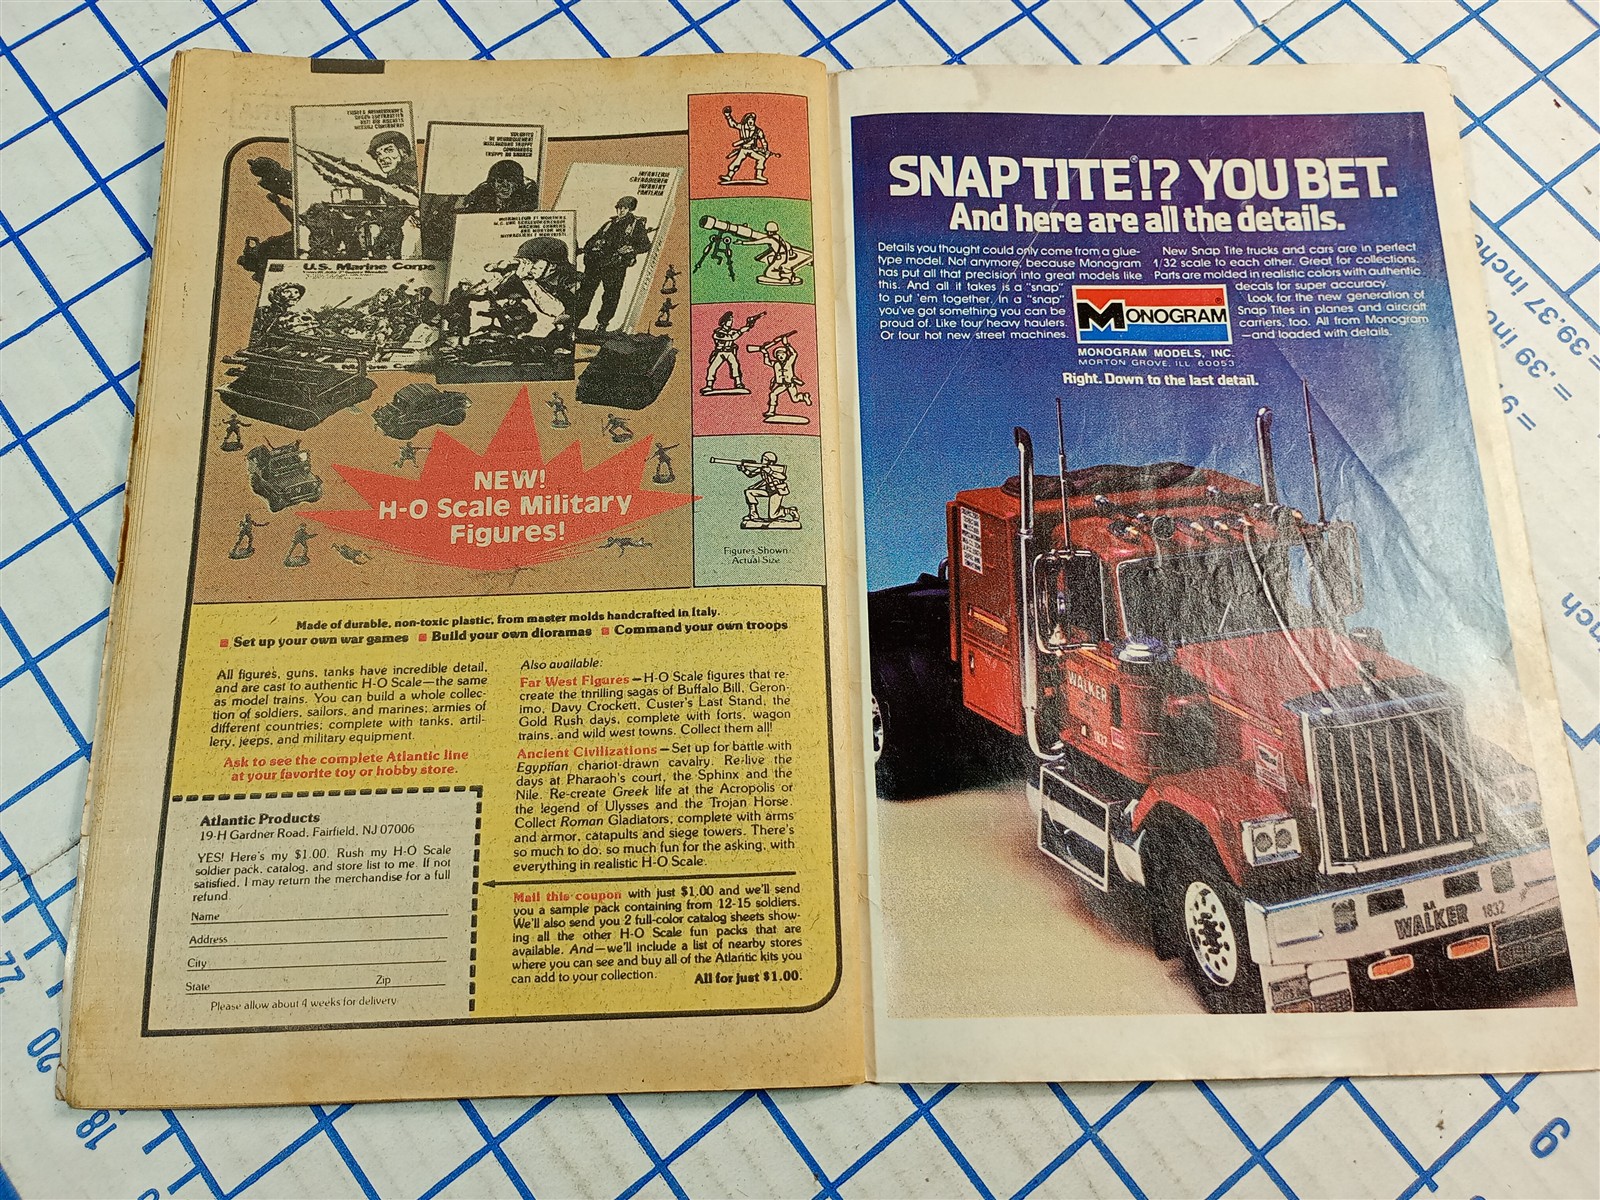 U.S. Marine Corps
INFANTERIE
INFANTRY
NEW!
H-O Scale Military
Figures!
Figures Shown
Actual Size
Made of durable, non-toxic plastic, from master molds handcrafted in Italy.
Set up your own war games Build your own dioramas Command your own troops
All figures, guns, tanks have incredible detail,
and are cast to authentic H-O Scale—the same
as model trains. You can build a whole collec-
tion of soldiers, sailors, and marines; armies of
different countries; complete with tanks, artil-
lery, jeeps, and military equipment.
Ask to see the complete Atlantic line
at your favorite toy or hobby store.
Atlantic Products
19-H Gardner Road, Fairfield, NJ 07006
YES! Here's my $1.00. Rush my H-O Scale
soldier pack, catalog, and store list to me. If not
satisfied, I may return the merchandise for a full
refund.
Name
Address
City
State Zip
Please allow about 4 weeks for delivery
Also available:
Far West Figures—H-O Scale figures that re-
create the thrilling sagas of Buffalo Bill, Geron-
imo, Davy Crockett, Custer's Last Stand, the
Gold Rush days, complete with forts, wagon
trains, and wild west towns. Collect them all!
Ancient Civilizations—Set up for battle with
Egyptian chariot-drawn cavalry. Re-live the
days at Pharaoh's court, the Sphinx and the
Nile. Re-create Greek life at the Acropolis or
the legend of Ulysses and the Trojan Horse.
Collect Roman Gladiators, complete with arms
and armor, catapults and siege towers. There's
so much to do, so much fun for the asking, with
everything in realistic H-O Scale.
Mail this coupon with just $1.00 and we'll send
you a sample pack containing from 12-15 soldiers.
We'll also send you 2 full-color catalog sheets show-
ing all the other H-O Scale fun packs that are
available. And—we'll include a list of nearby stores
where you can see and buy all of the Atlantic kits you
can add to your collection. All for just $1.00.
SNAP TITE®!? YOU BET.
And here are all the details.
Details you thought could only come from a glue-
type model. Not anymore, because Monogram
has put all that precision into great models like
this. And all it takes is a "snap"
to put 'em together. In a "snap"
you've got something you can be
proud of. Like four heavy haulers.
Or four hot new street machines.
New Snap Tite trucks and cars are in perfect
1/32 scale to each other. Great for collections.
Parts are molded in realistic colors with authentic
decals for super accuracy.
Look for the new generation of
Snap Tites in planes and aircraft
carriers, too. All from Monogram
—and loaded with details.
MONOGRAM
MONOGRAM MODELS, INC.
MORTON GROVE, ILL. 60053
Right. Down to the last detail.
WALKER
1832
R.A.
WALKER 1832
= 39.37 inche
= .39 inc
22
20
18
9